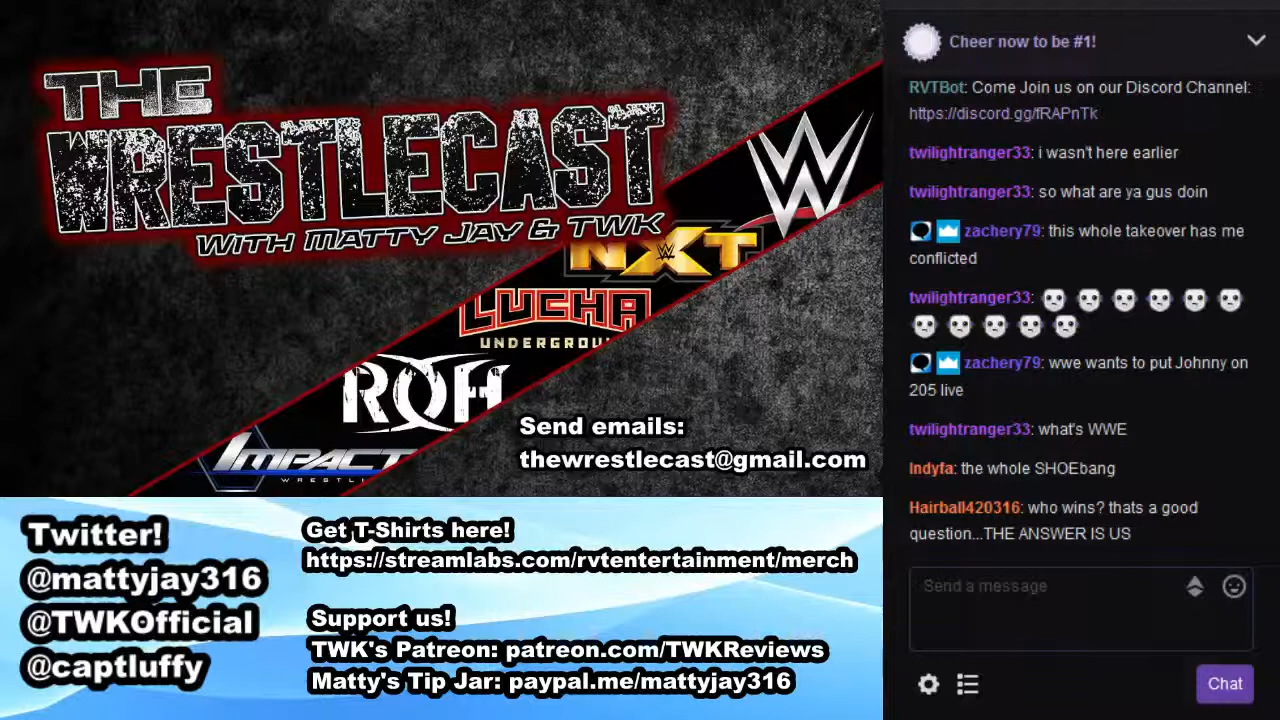 THE
WRESTLECAST
WITH MATTY JAY & TWK
W
NXT
LUCHA
UNDERGROUND
ROH
IMPACT
WRESTLI
Send emails:
thewrestlecast@gmail.com
Twitter!
@mattyjay316
@TWKOfficial
@captluffy
Get T-Shirts here!
https://streamlabs.com/rvtentertainment/merch
Support us!
TWK's Patreon: patreon.com/TWKReviews
Matty's Tip Jar: paypal.me/mattyjay316
Cheer now to be #1!
RVTBot: Come Join us on our Discord Channel:
https://discord.gg/fRAPnTk
twilightranger33: i wasn't here earlier
twilightranger33: so what are ya gus doin
zachery79: this whole takeover has me
conflicted
twilightranger33:
zachery79: wwe wants to put Johnny on
205 live
twilightranger33: what's WWE
Indyfa: the whole SHOEbang
Hairball420316: who wins? thats a good
question...THE ANSWER IS US
Send a message
Chat